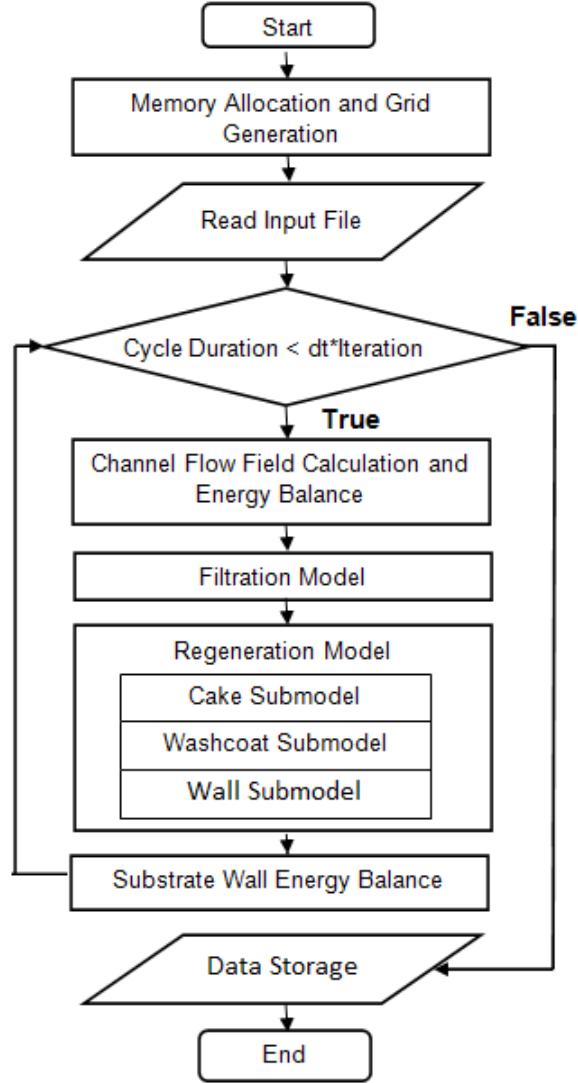 Start
Memory Allocation and Grid
Generation
Read Input File
False
Cycle Duration < dt*Iteration
True
Channel Flow Field Calculation and
Energy Balance
Filtration Model
Regeneration Model
Cake Submodel
Washcoat Submodel
Wall Submodel
Substrate Wall Energy Balance
Data Storage
End